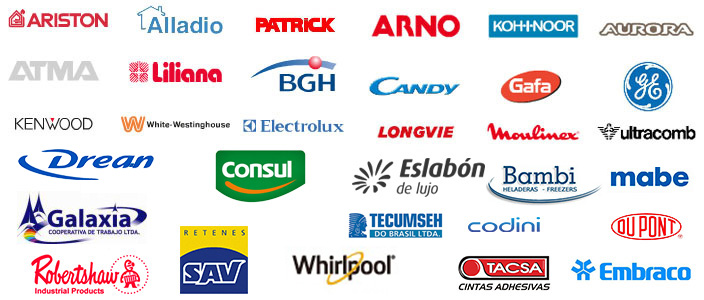 ARISTON
Alladio
PATRICK
ARNO
KOH·I·NOOR
AURORA
ATMA
Liliana
BGH
CANDY
Gafa
GE
KENWOOD
White-Westinghouse
Electrolux
LONGVIE
Moulinex
ultracomb
Drean
Consul
Eslabón
de lujo
Bambi
HELADERAS - FREEZERS
mabe
Galaxia
COOPERATIVA DE TRABAJO LTDA.
RETENES
SAV
TECUMSEH
DO BRASIL LTDA.
codini
DU PONT
Robertshaw
Industrial Products
Whirlpool
TACSA
CINTAS ADHESIVAS
Embraco